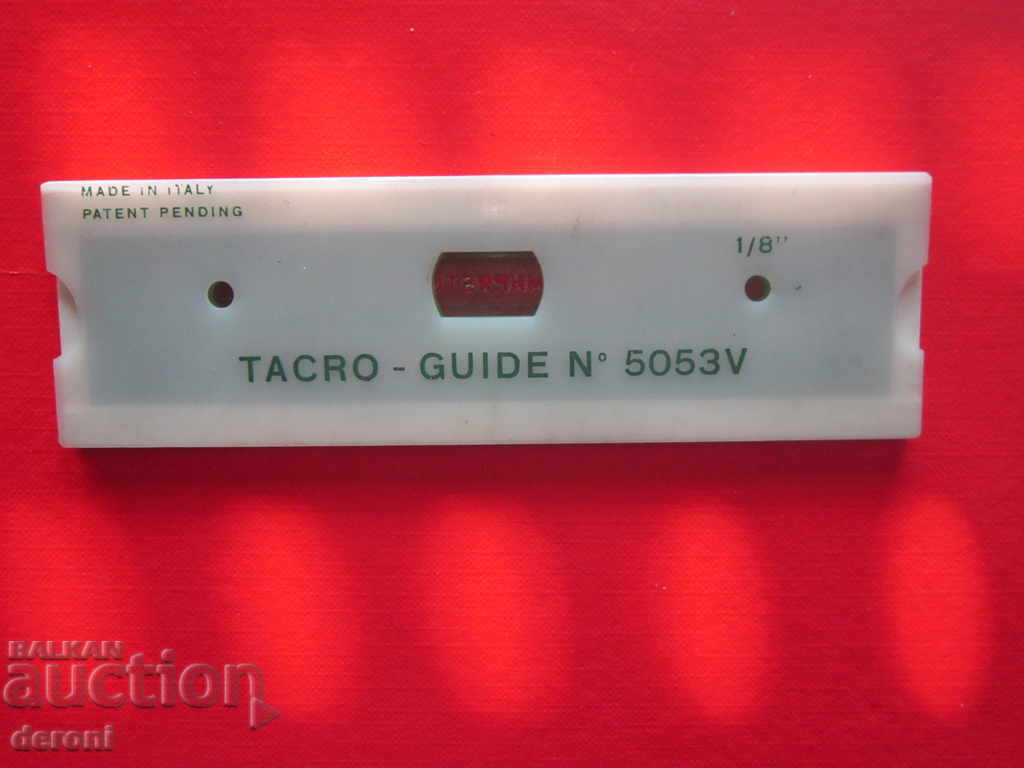 MADE IN ITALY
PATENT PENDING
1/8"
TACRO - GUIDE N° 5053V
BALKAN
auction
deroni